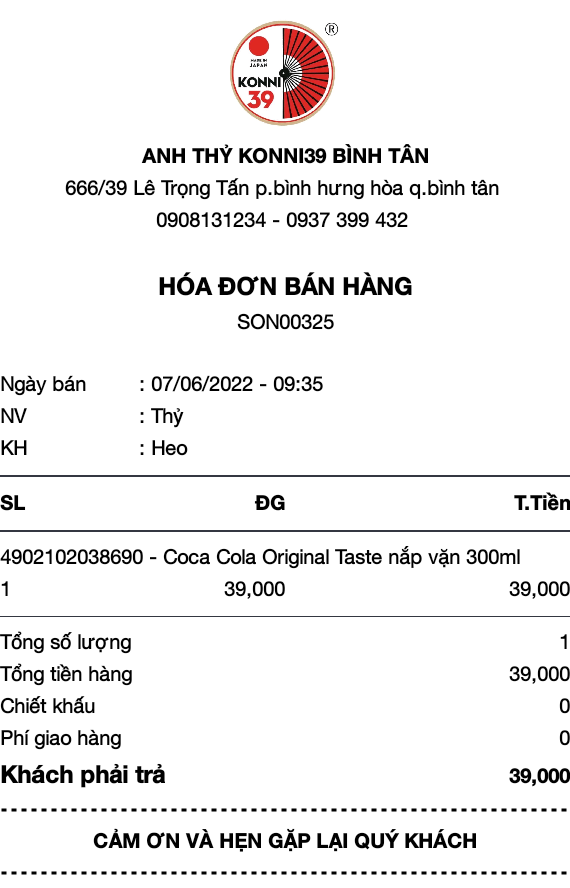 ®
MADE IN
JAPAN
KONNI
39
ANH THỶ KONNI39 BÌNH TÂN
666/39 Lê Trọng Tấn p.bình hưng hòa q.bình tân
0908131234 - 0937 399 432
HÓA ĐƠN BÁN HÀNG
SON00325
Ngày bán : 07/06/2022 - 09:35
NV : Thỷ
KH : Heo
SL ĐG T.Tiền
4902102038690 - Coca Cola Original Taste nắp vặn 300ml
1 39,000 39,000
Tổng số lượng 1
Tổng tiền hàng 39,000
Chiết khấu 0
Phí giao hàng 0
Khách phải trả 39,000
CẢM ƠN VÀ HẸN GẶP LẠI QUÝ KHÁCH